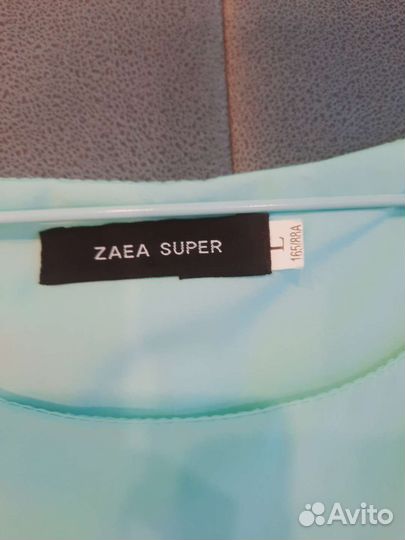 ZAEA SUPER
L
165/88A
Avito